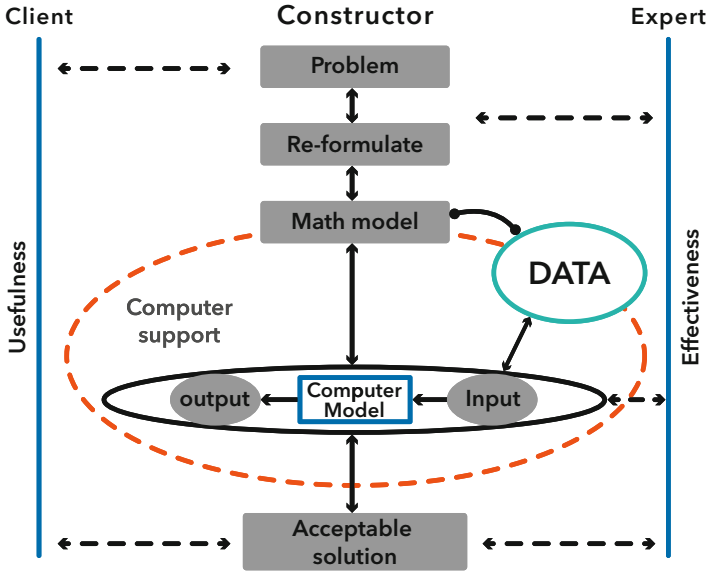 Client
Constructor
Expert
Problem
Re-formulate
Math model
DATA
Usefulness
Computer
support
Effectiveness
output
Computer
Model
Input
Acceptable
solution